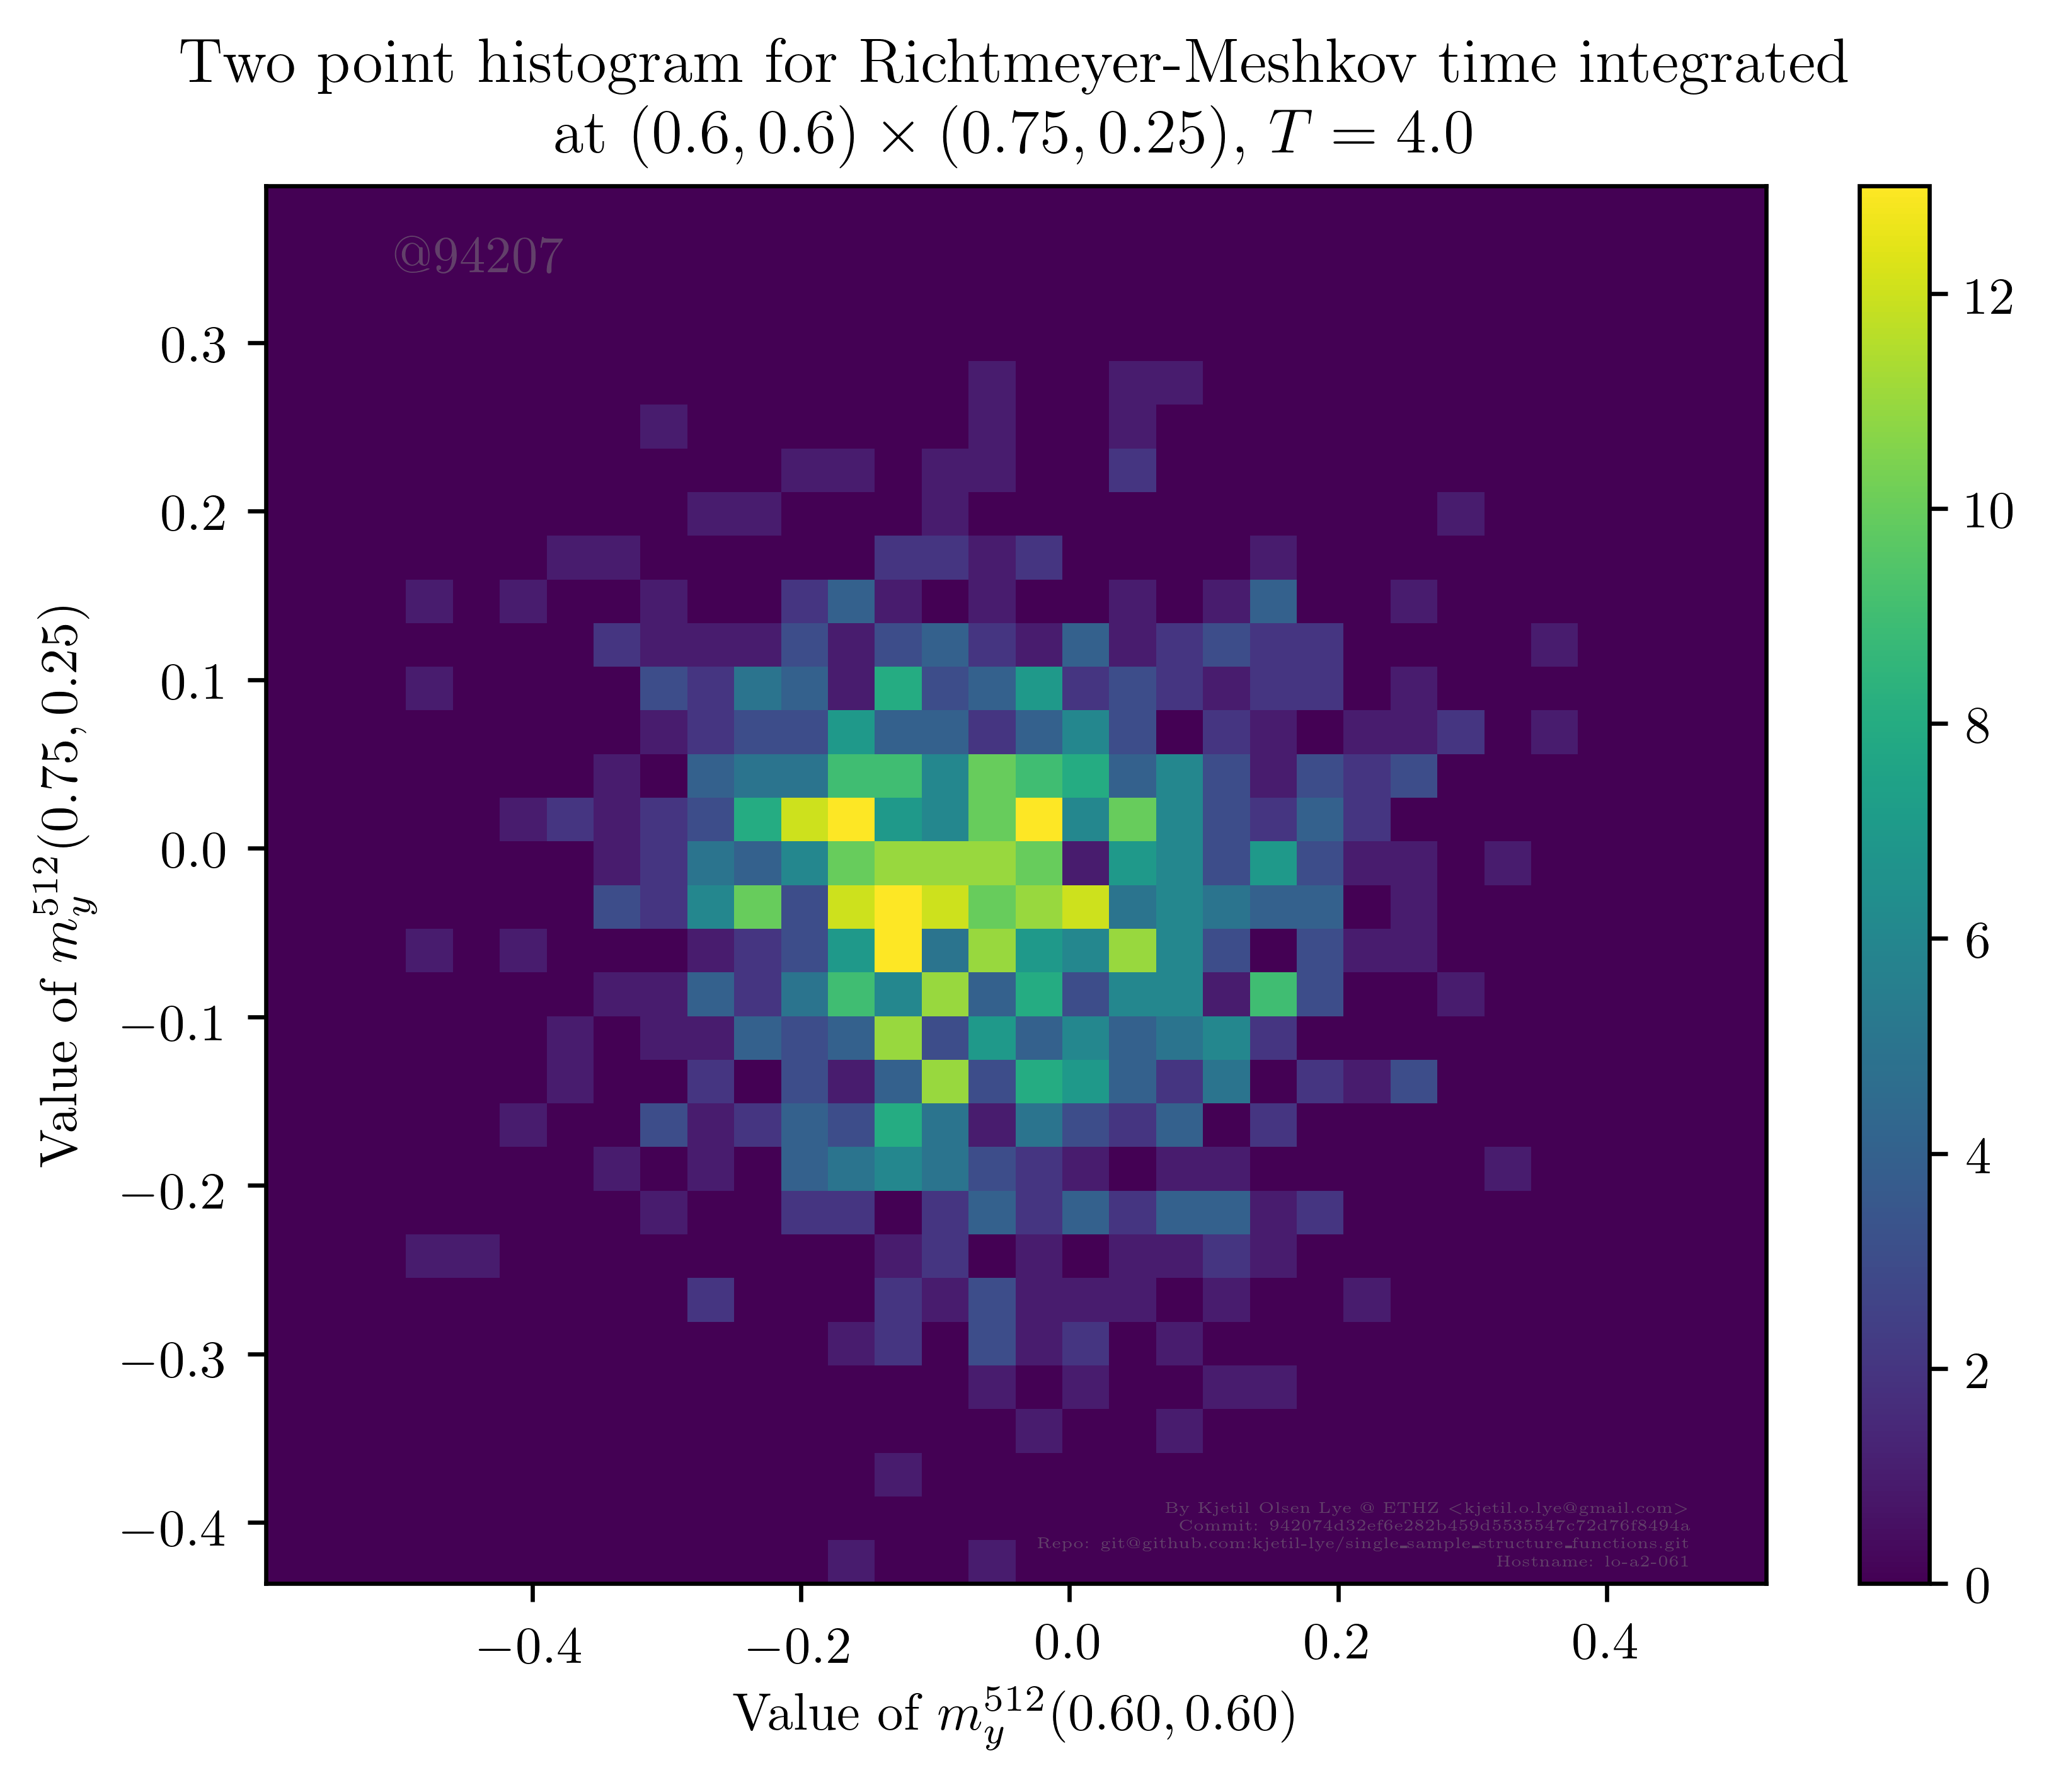 Two point histogram for Richtmeyer-Meshkov time integrated
at (0.6, 0.6) × (0.75, 0.25), T = 4.0
@94207
0.3
0.2
0.1
0.0
−0.1
−0.2
−0.3
−0.4
Value of m_y^512(0.75, 0.25)
−0.4
−0.2
0.0
0.2
0.4
Value of m_y^512(0.60, 0.60)
12
10
8
6
4
2
0
By Kjetil Olsen Lye @ ETHZ <kjetil.o.lye@gmail.com>
Commit: 942074d32ef6e282b459d5535547c72d76f8494a
Repo: git@github.com:kjetil-lye/single_sample_structure_functions.git
Hostname: lo-a2-061